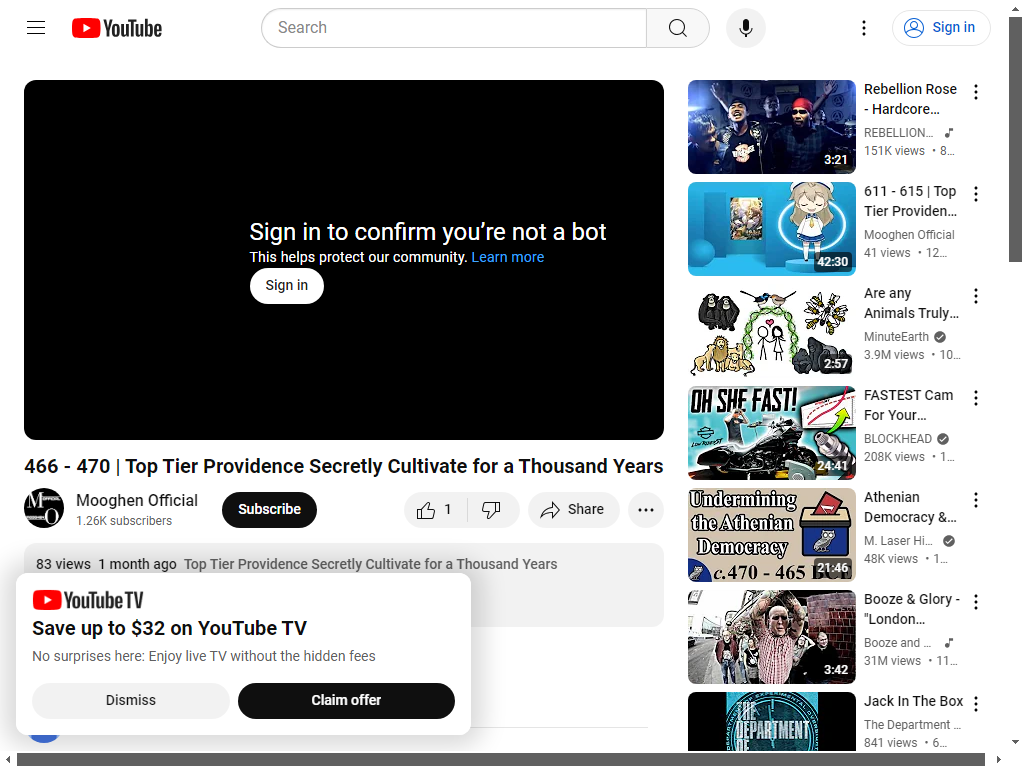 YouTube
Search
Sign in
Sign in to confirm you're not a bot
This helps protect our community. Learn more
Sign in
466 - 470 | Top Tier Providence Secretly Cultivate for a Thousand Years
Mooghen Official
1.26K subscribers
Subscribe
1
Share
83 views 1 month ago Top Tier Providence Secretly Cultivate for a Thousand Years
YouTube TV
Save up to $32 on YouTube TV
No surprises here: Enjoy live TV without the hidden fees
Dismiss
Claim offer
3:21
Rebellion Rose
- Hardcore…
REBELLION…
151K views • 8…
42:30
611 - 615 | Top
Tier Providen…
Mooghen Official
41 views • 12…
2:57
Are any
Animals Truly…
MinuteEarth
3.9M views • 10…
OH SHE FAST!
24:41
FASTEST Cam
For Your…
BLOCKHEAD
208K views • 1…
Undermining
the Athenian
Democracy
c.470 - 465 BCE
21:46
Athenian
Democracy &…
M. Laser Hi…
48K views • 1…
3:42
Booze & Glory -
"London…
Booze and …
31M views • 11…
THE
DEPARTMENT
Jack In The Box
The Department …
841 views • 6…